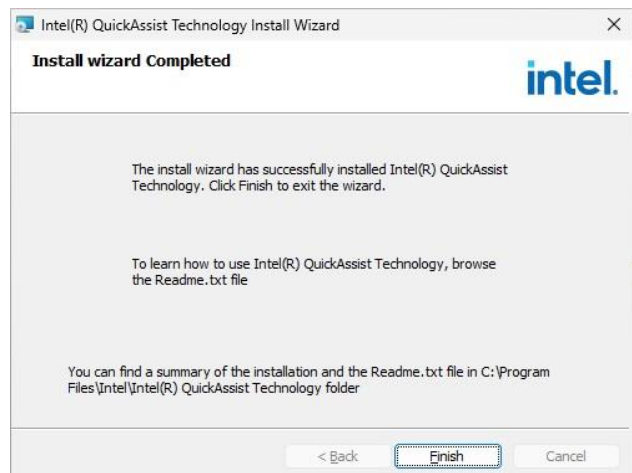 Intel(R) QuickAssist Technology Install Wizard
Install wizard Completed
intel.
The install wizard has successfully installed Intel(R) QuickAssist
Technology. Click Finish to exit the wizard.
To learn how to use Intel(R) QuickAssist Technology, browse
the Readme.txt file
You can find a summary of the installation and the Readme.txt file in C:\Program
Files\Intel\Intel(R) QuickAssist Technology folder
< Back
Finish
Cancel